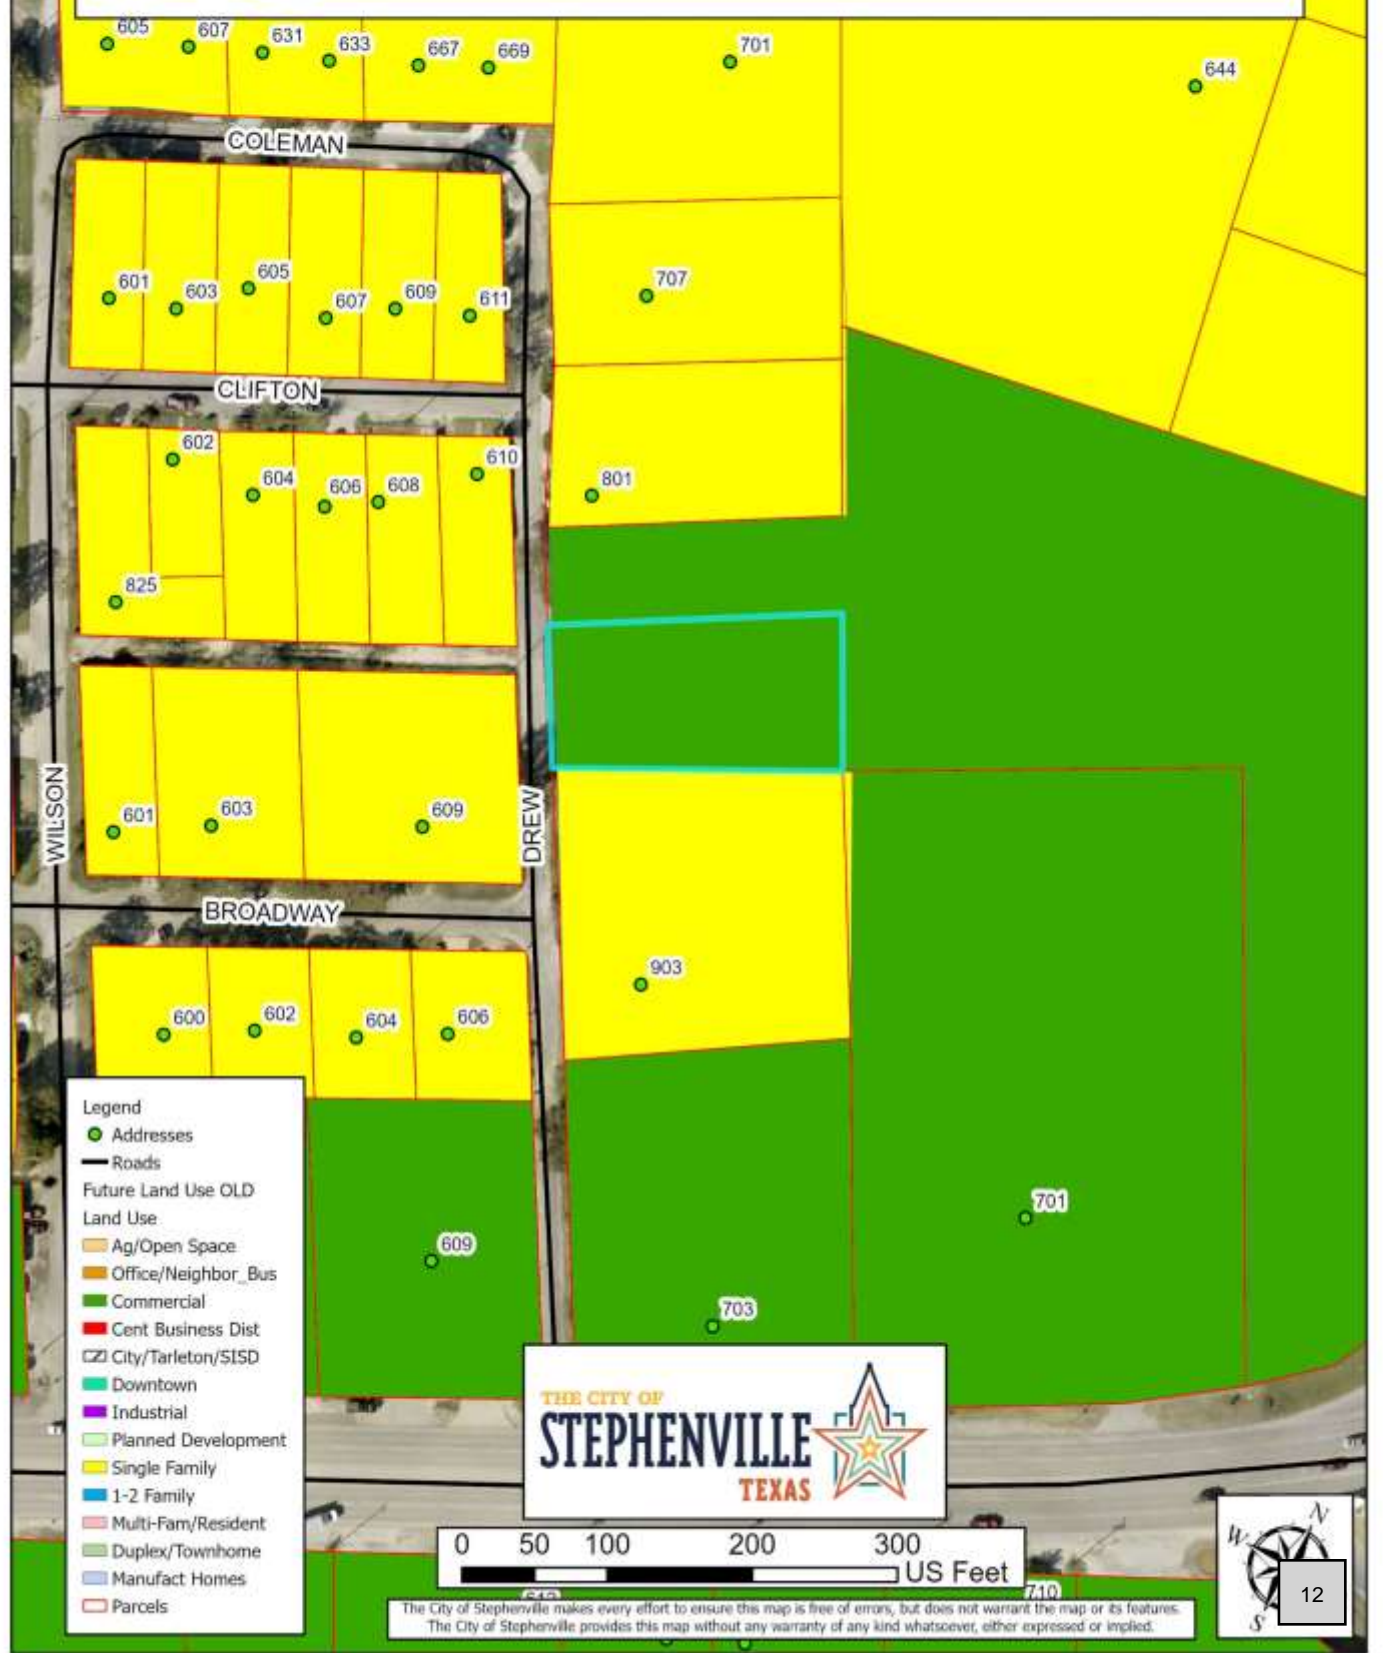 605
607
631
633
667
669
701
644
COLEMAN
601
603
605
607
609
611
707
CLIFTON
602
604
606
608
610
801
825
WILSON
601
603
609
DREW
BROADWAY
903
600
602
604
606
609
703
701
Legend
Addresses
Roads
Future Land Use OLD
Land Use
Ag/Open Space
Office/Neighbor_Bus
Commercial
Cent Business Dist
City/Tarleton/SISD
Downtown
Industrial
Planned Development
Single Family
1-2 Family
Multi-Fam/Resident
Duplex/Townhome
Manufact Homes
Parcels
THE CITY OF
STEPHENVILLE
TEXAS
0 50 100 200 300
US Feet
710
The City of Stephenville makes every effort to ensure this map is free of errors, but does not warrant the map or its features.
The City of Stephenville provides this map without any warranty of any kind whatsoever, either expressed or implied.
N
W
S
12